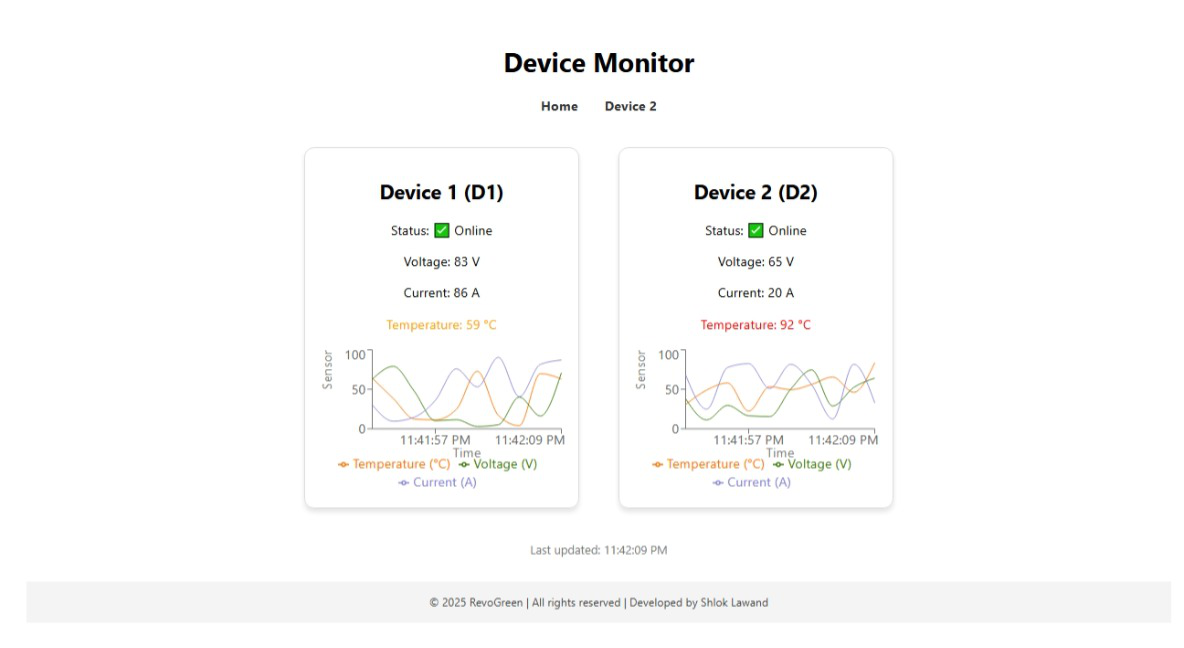 Device Monitor
Home Device 2
Device 1 (D1)
Status: ✅ Online
Voltage: 83 V
Current: 86 A
Temperature: 59 °C
Sensor
100
50
0
11:41:57 PM 11:42:09 PM
Time
Temperature (°C) Voltage (V)
Current (A)
Device 2 (D2)
Status: ✅ Online
Voltage: 65 V
Current: 20 A
Temperature: 92 °C
Sensor
100
50
0
11:41:57 PM 11:42:09 PM
Time
Temperature (°C) Voltage (V)
Current (A)
Last updated: 11:42:09 PM
© 2025 RevoGreen | All rights reserved | Developed by Shlok Lawand